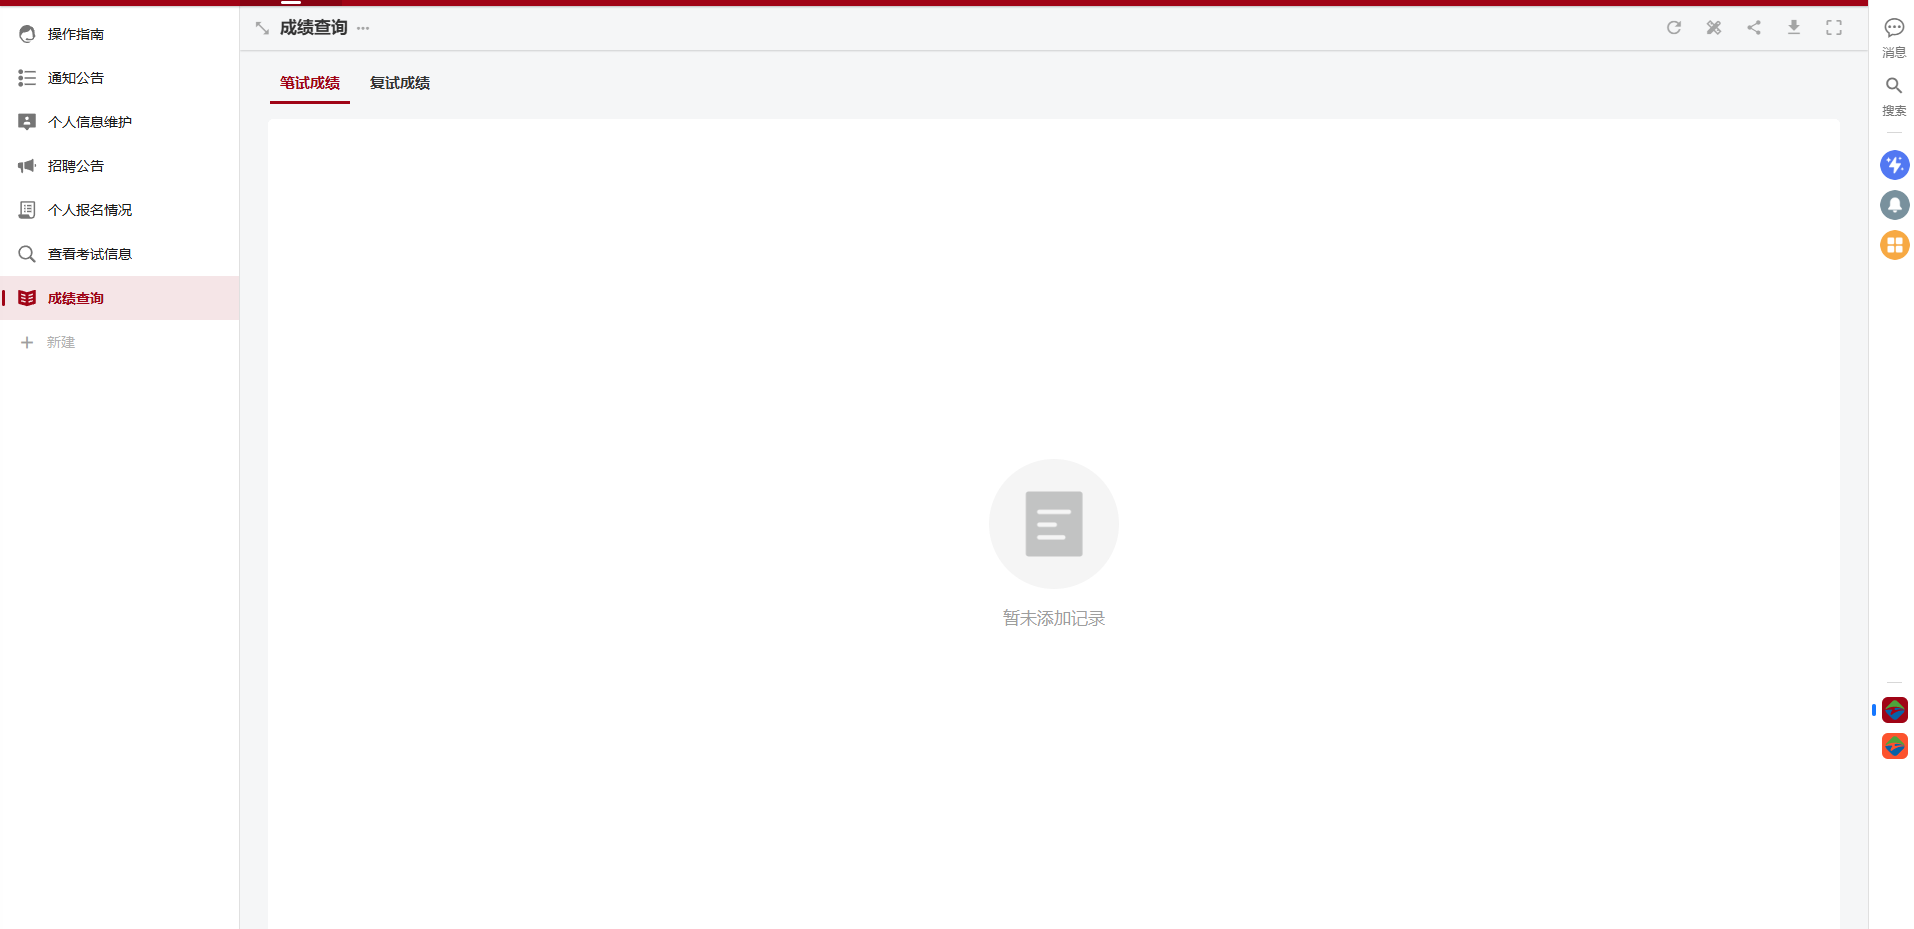 操作指南
通知公告
个人信息维护
招聘公告
个人报名情况
查看考试信息
成绩查询
新建
成绩查询
笔试成绩
复试成绩
暂未添加记录
消息
搜索